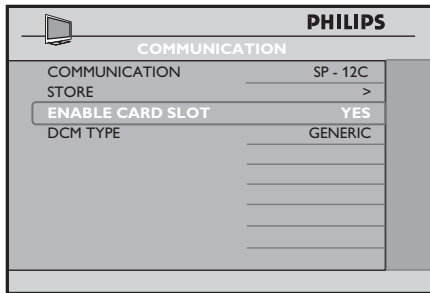 PHILIPS
COMMUNICATION
COMMUNICATION SP - 12C
STORE >
ENABLE CARD SLOT YES
DCM TYPE GENERIC